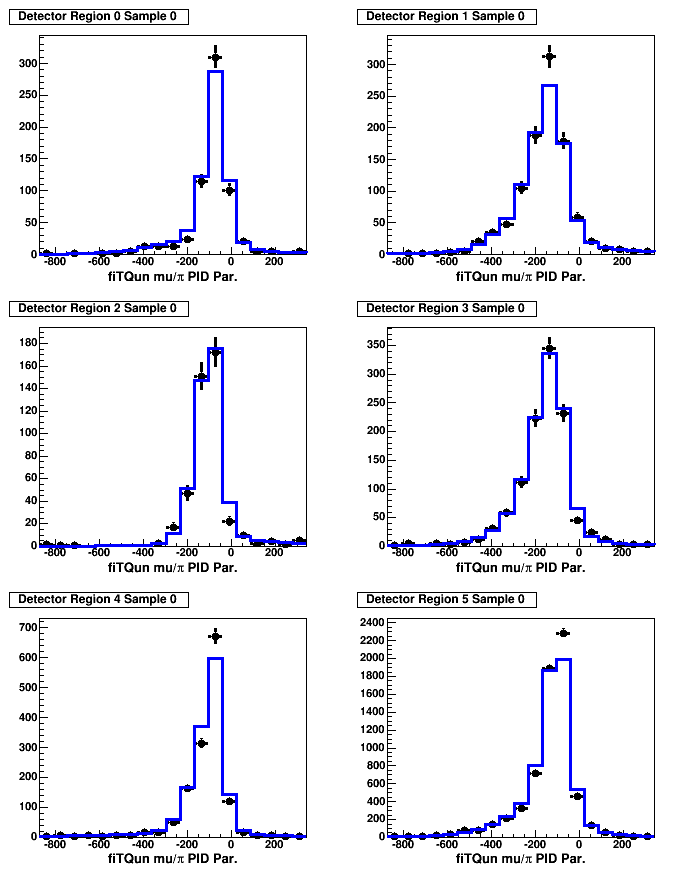 Detector Region 0 Sample 0
300
250
200
150
100
50
0
-800 -600 -400 -200 0 200
fiTQun mu/π PID Par.
Detector Region 1 Sample 0
300
250
200
150
100
50
0
-800 -600 -400 -200 0 200
fiTQun mu/π PID Par.
Detector Region 2 Sample 0
180
160
140
120
100
80
60
40
20
0
-800 -600 -400 -200 0 200
fiTQun mu/π PID Par.
Detector Region 3 Sample 0
350
300
250
200
150
100
50
0
-800 -600 -400 -200 0 200
fiTQun mu/π PID Par.
Detector Region 4 Sample 0
700
600
500
400
300
200
100
0
-800 -600 -400 -200 0 200
fiTQun mu/π PID Par.
Detector Region 5 Sample 0
2400
2200
2000
1800
1600
1400
1200
1000
800
600
400
200
0
-800 -600 -400 -200 0 200
fiTQun mu/π PID Par.